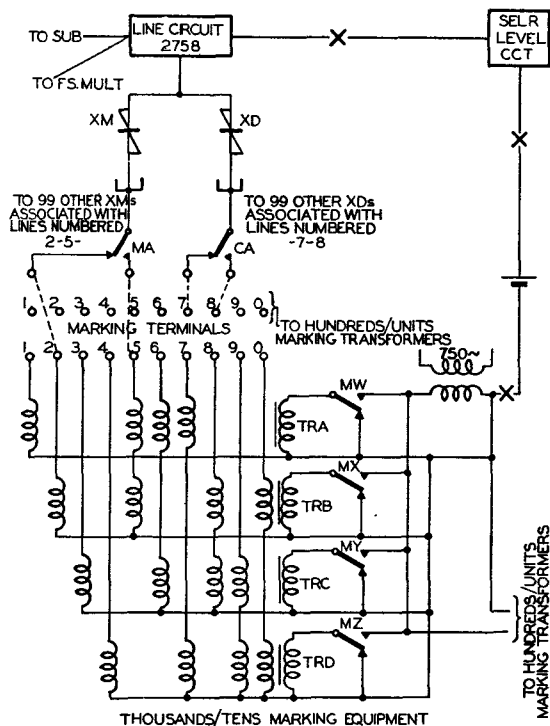 TO SUB
LINE CIRCUIT
2758
SELR
LEVEL
CCT
TO FS. MULT
XM
XD
TO 99 OTHER XMs
ASSOCIATED WITH
LINES NUMBERED
2-5-
MA
TO 99 OTHER XDs
ASSOCIATED WITH
LINES NUMBERED
-7-8
CA
1 2 3 4 5 6 7 8 9 0
MARKING TERMINALS
TO HUNDREDS/UNITS
MARKING TRANSFORMERS
1 2 3 4 5 6 7 8 9 0
750~
MW
TRA
MX
TRB
MY
TRC
MZ
TRD
TO HUNDREDS/UNITS
MARKING TRANSFORMERS
THOUSANDS/TENS MARKING EQUIPMENT